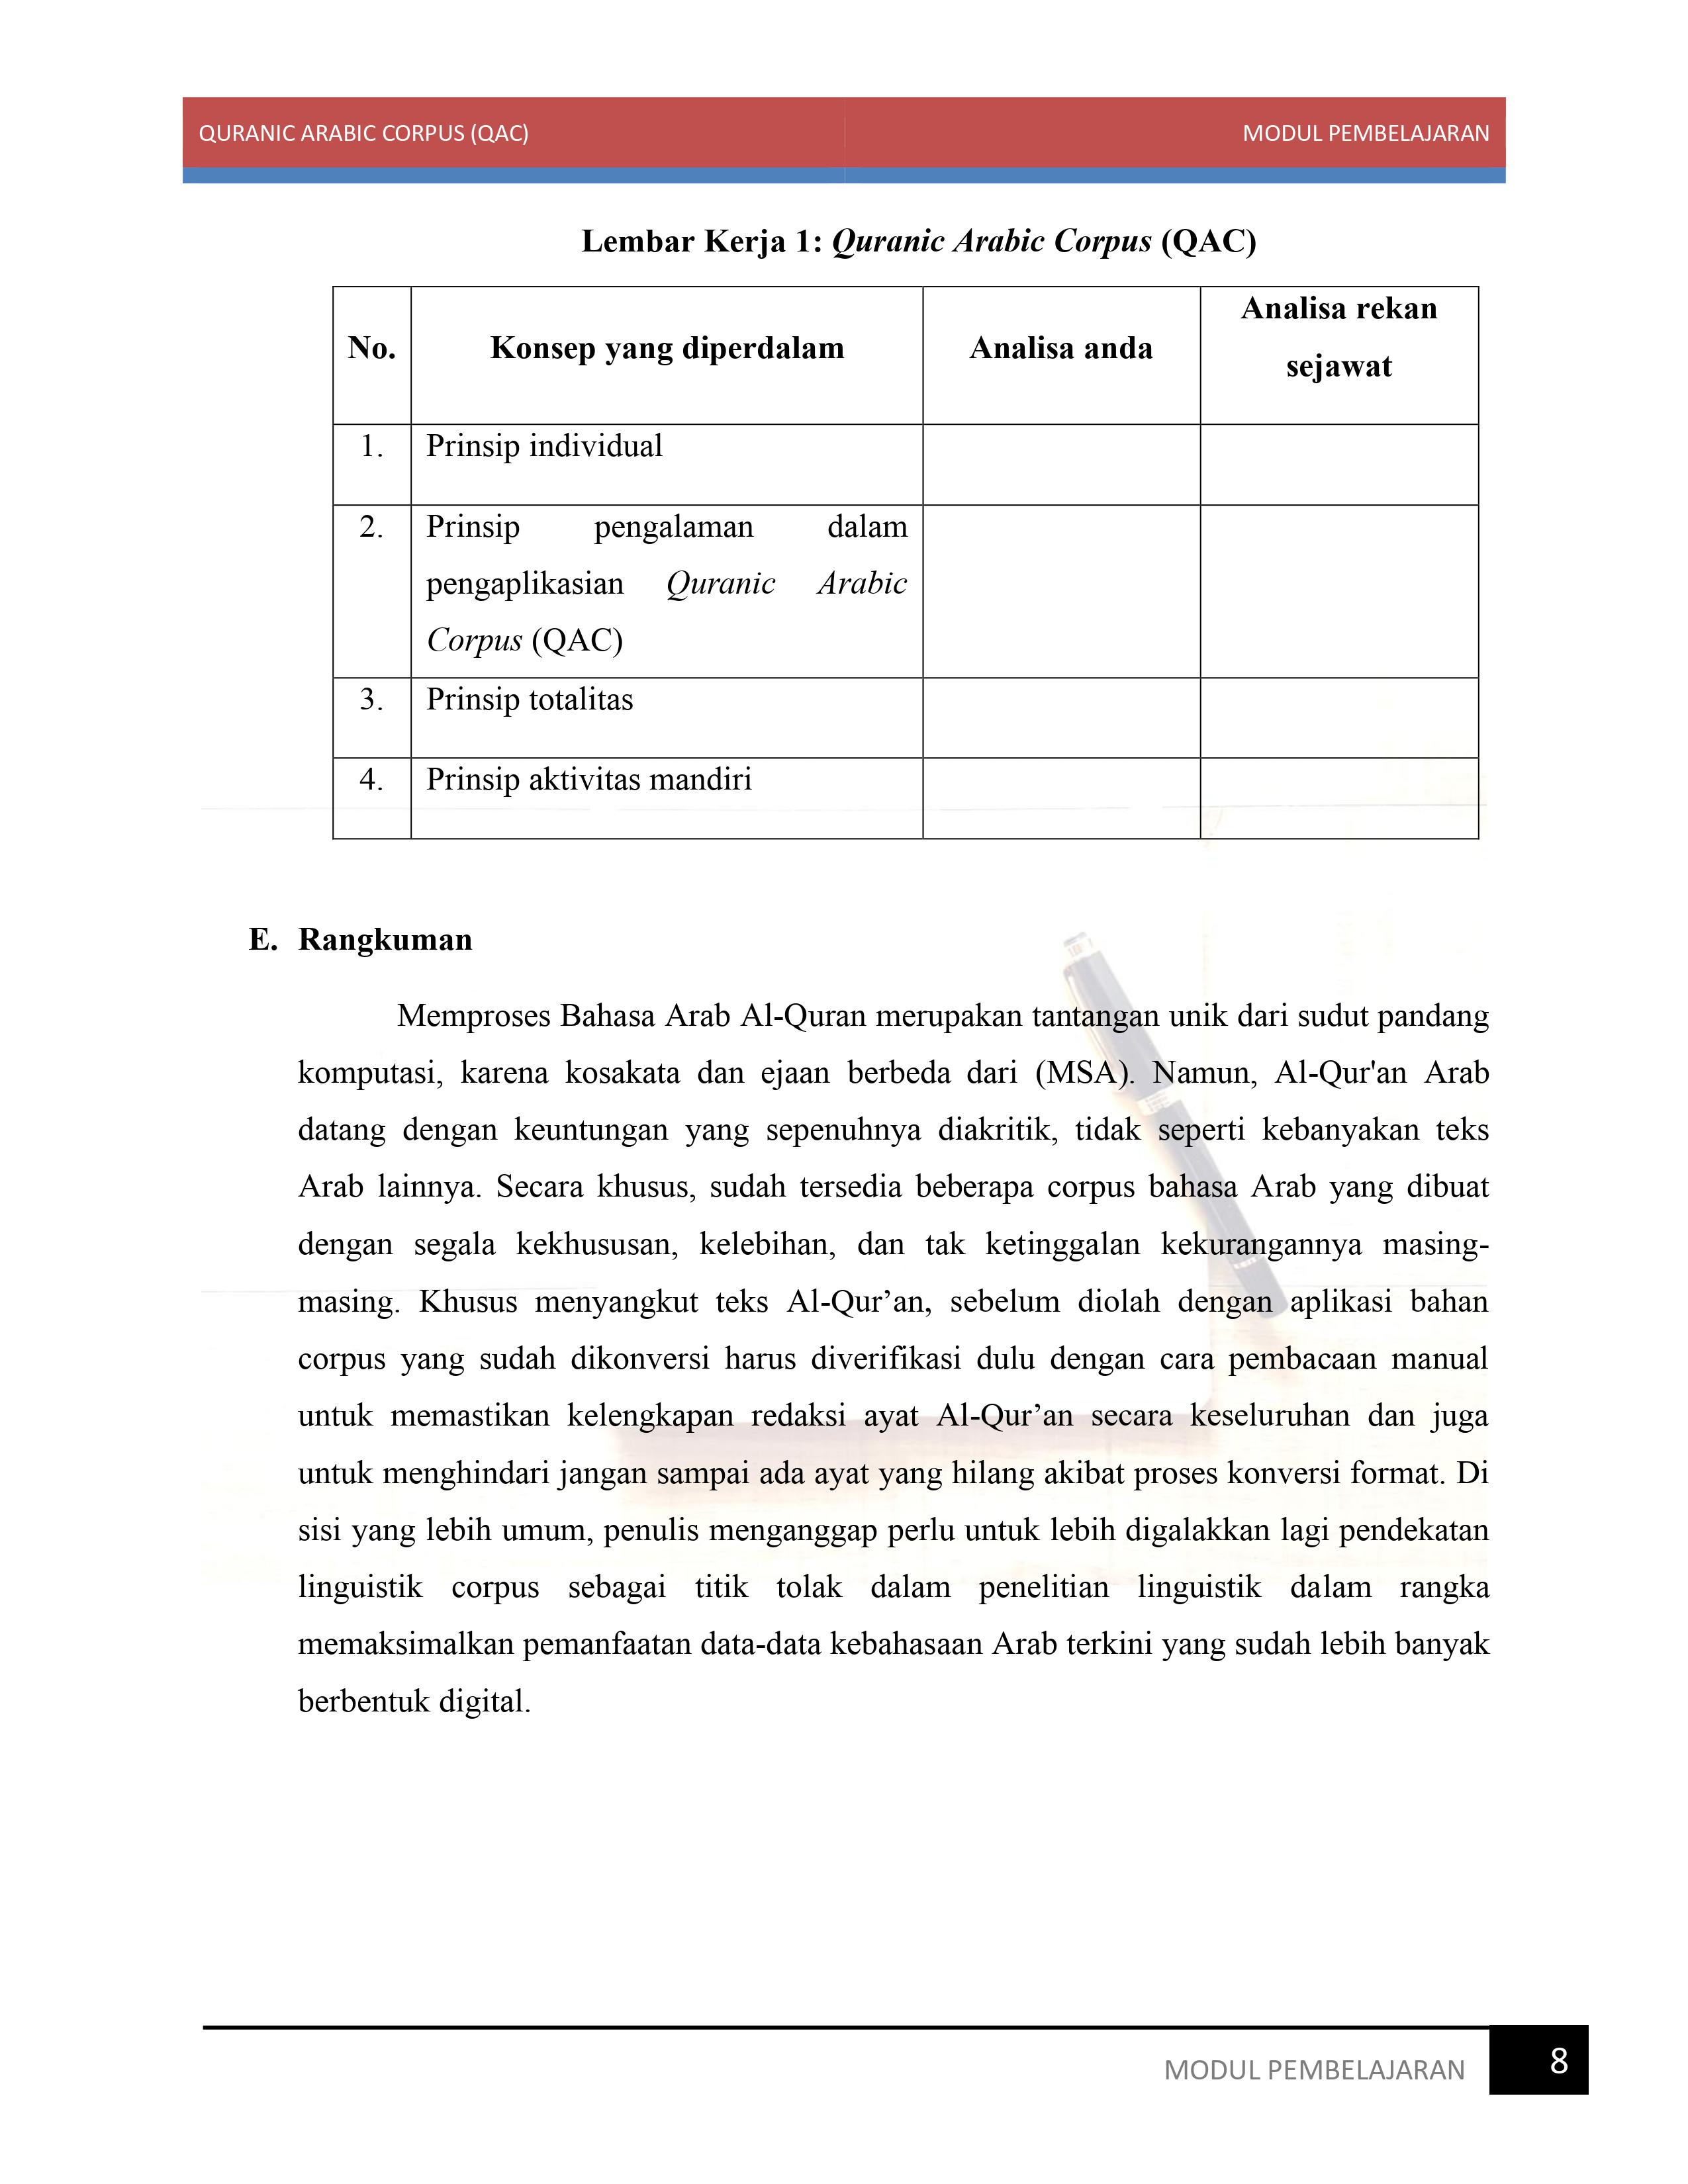 QURANIC ARABIC CORPUS (QAC) MODUL PEMBELAJARAN
Lembar Kerja 1: Quranic Arabic Corpus (QAC)
No. Konsep yang diperdalam Analisa anda Analisa rekan sejawat
1. Prinsip individual
2. Prinsip pengalaman dalam
pengaplikasian Quranic Arabic
Corpus (QAC)
3. Prinsip totalitas
4. Prinsip aktivitas mandiri
E. Rangkuman
Memproses Bahasa Arab Al-Quran merupakan tantangan unik dari sudut pandang
komputasi, karena kosakata dan ejaan berbeda dari (MSA). Namun, Al-Qur'an Arab
datang dengan keuntungan yang sepenuhnya diakritik, tidak seperti kebanyakan teks
Arab lainnya. Secara khusus, sudah tersedia beberapa corpus bahasa Arab yang dibuat
dengan segala kekhususan, kelebihan, dan tak ketinggalan kekurangannya masing-
masing. Khusus menyangkut teks Al-Qur’an, sebelum diolah dengan aplikasi bahan
corpus yang sudah dikonversi harus diverifikasi dulu dengan cara pembacaan manual
untuk memastikan kelengkapan redaksi ayat Al-Qur’an secara keseluruhan dan juga
untuk menghindari jangan sampai ada ayat yang hilang akibat proses konversi format. Di
sisi yang lebih umum, penulis menganggap perlu untuk lebih digalakkan lagi pendekatan
linguistik corpus sebagai titik tolak dalam penelitian linguistik dalam rangka
memaksimalkan pemanfaatan data-data kebahasaan Arab terkini yang sudah lebih banyak
berbentuk digital.
MODUL PEMBELAJARAN 8